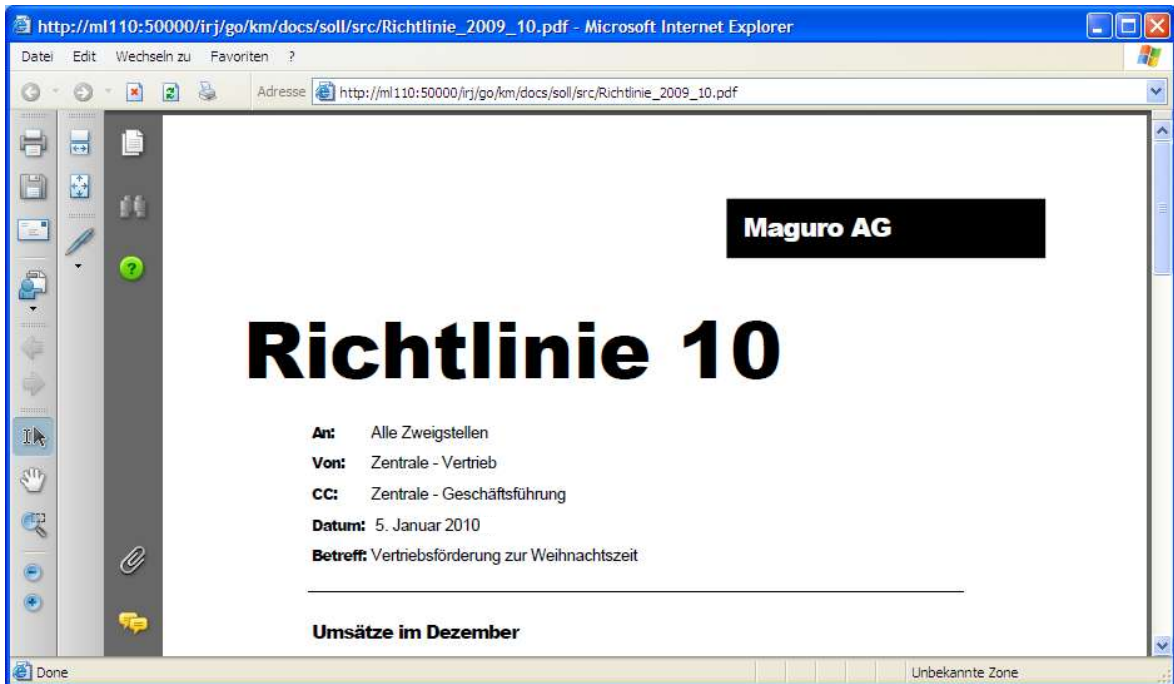 http://ml110:50000/irj/go/km/docs/soll/src/Richtlinie_2009_10.pdf - Microsoft Internet Explorer
Datei Edit Wechseln zu Favoriten ?
Adresse http://ml110:50000/irj/go/km/docs/soll/src/Richtlinie_2009_10.pdf
Maguro AG
Richtlinie 10
An: Alle Zweigstellen
Von: Zentrale - Vertrieb
CC: Zentrale - Geschäftsführung
Datum: 5. Januar 2010
Betreff: Vertriebsförderung zur Weihnachtszeit
Umsätze im Dezember
Done Unbekannte Zone